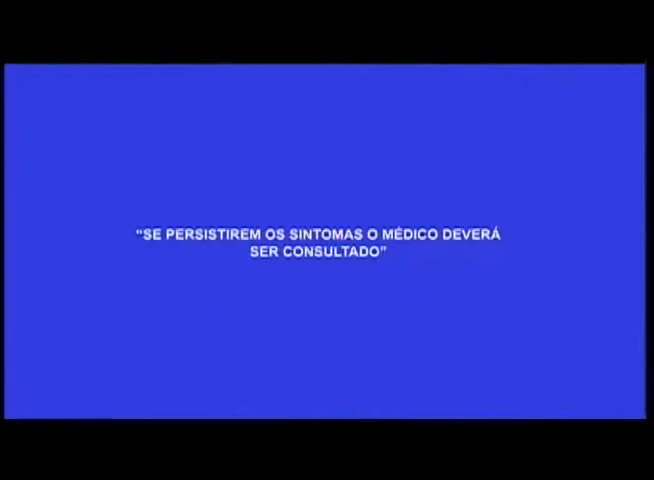 “SE PERSISTIREM OS SINTOMAS O MÉDICO DEVERÁ
SER CONSULTADO”